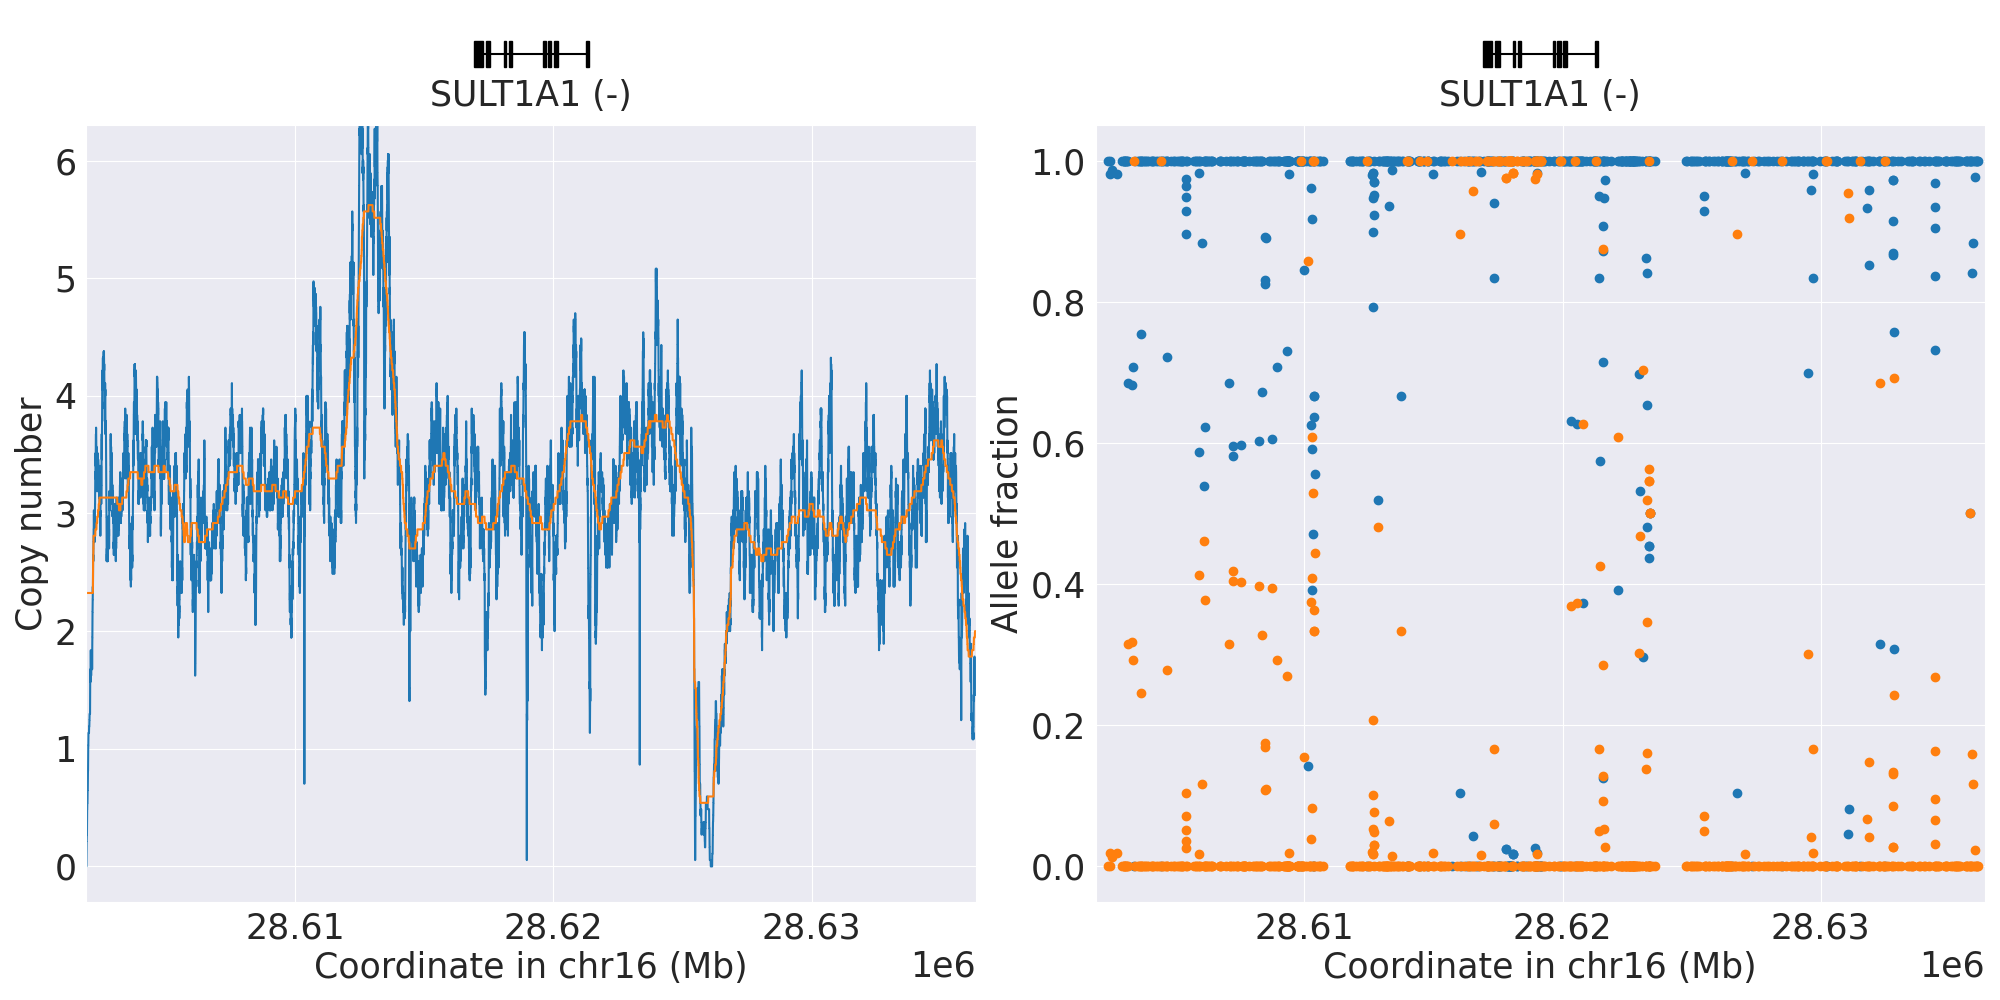 SULT1A1 (-)
6
5
4
3
2
1
0
Copy number
28.61
28.62
28.63
Coordinate in chr16 (Mb)
1e6
SULT1A1 (-)
1.0
0.8
0.6
0.4
0.2
0.0
Allele fraction
28.61
28.62
28.63
Coordinate in chr16 (Mb)
1e6